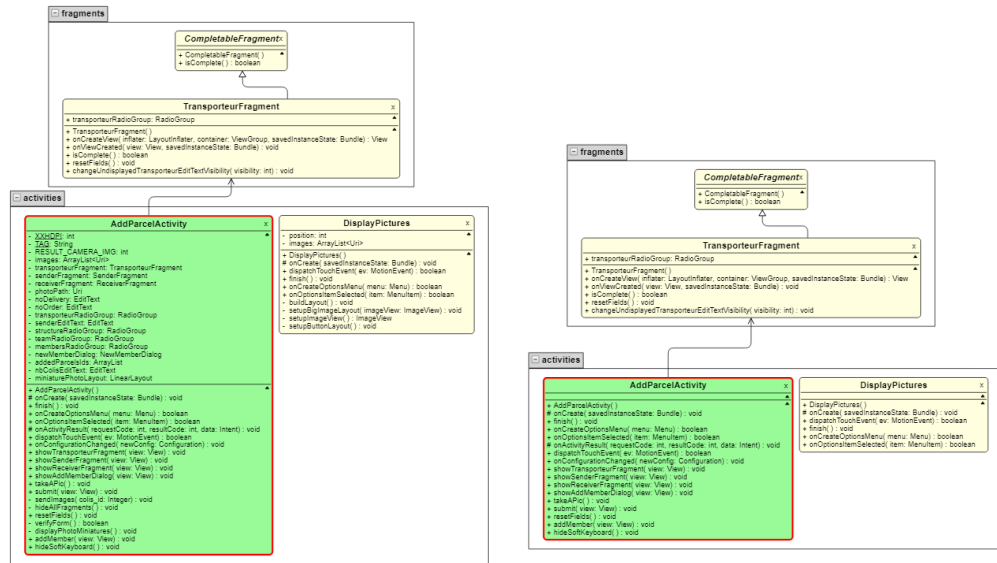 fragments
CompletableFragment x
+ CompletableFragment( )
+ isComplete( ) : boolean
TransporteurFragment x
+ transporteurRadioGroup: RadioGroup
+ TransporteurFragment( )
+ onCreateView( inflater: LayoutInflater, container: ViewGroup, savedInstanceState: Bundle) : View
+ onViewCreated( view: View, savedInstanceState: Bundle) : void
+ isComplete( ) : boolean
+ resetFields( ) : void
+ changeUndisplayedTransporteurEditTextVisibility( visibility: int) : void
activities
AddParcelActivity x
- XXHDPI: int
- TAG: String
- RESULT_CAMERA_IMG: int
- images: ArrayList<Uri>
- transporteurFragment: TransporteurFragment
- senderFragment: SenderFragment
- receiverFragment: ReceiverFragment
- photoPath: Uri
- noDelivery: EditText
- noOrder: EditText
- transporteurRadioGroup: RadioGroup
- senderEditText: EditText
- structureRadioGroup: RadioGroup
- teamRadioGroup: RadioGroup
- membersRadioGroup: RadioGroup
- newMemberDialog: NewMemberDialog
- addedParcelsIds: ArrayList
- nbColisEditText: EditText
- miniaturePhotoLayout: LinearLayout
+ AddParcelActivity( )
# onCreate( savedInstanceState: Bundle) : void
+ finish( ) : void
+ onCreateOptionsMenu( menu: Menu) : boolean
+ onOptionsItemSelected( item: MenuItem) : boolean
# onActivityResult( requestCode: int, resultCode: int, data: Intent) : void
+ dispatchTouchEvent( ev: MotionEvent) : boolean
+ onConfigurationChanged( newConfig: Configuration) : void
+ showTransporteurFragment( view: View) : void
+ showSenderFragment( view: View) : void
+ showReceiverFragment( view: View) : void
+ showAddMemberDialog( view: View) : void
+ takeAPic( ) : void
+ submit( view: View) : void
- sendImages( colis_id: Integer) : void
- hideAllFragments( ) : void
+ resetFields( ) : void
- verifyForm( ) : boolean
- displayPhotoMiniatures( ) : void
+ addMember( view: View) : void
+ hideSoftKeyboard( ) : void
DisplayPictures x
- position: int
- images: ArrayList<Uri>
+ DisplayPictures( )
# onCreate( savedInstanceState: Bundle) : void
+ dispatchTouchEvent( ev: MotionEvent) : boolean
+ finish( ) : void
+ onCreateOptionsMenu( menu: Menu) : boolean
+ onOptionsItemSelected( item: MenuItem) : boolean
- buildLayout( ) : void
- setupBigImageLayout( imageView: ImageView) : void
- setupImageView( ) : ImageView
- setupButtonLayout( ) : void
fragments
CompletableFragment x
+ CompletableFragment( )
+ isComplete( ) : boolean
TransporteurFragment x
+ transporteurRadioGroup: RadioGroup
+ TransporteurFragment( )
+ onCreateView( inflater: LayoutInflater, container: ViewGroup, savedInstanceState: Bundle) : View
+ onViewCreated( view: View, savedInstanceState: Bundle) : void
+ isComplete( ) : boolean
+ resetFields( ) : void
+ changeUndisplayedTransporteurEditTextVisibility( visibility: int) : void
activities
AddParcelActivity x
+ AddParcelActivity( )
# onCreate( savedInstanceState: Bundle) : void
+ finish( ) : void
+ onCreateOptionsMenu( menu: Menu) : boolean
+ onOptionsItemSelected( item: MenuItem) : boolean
# onActivityResult( requestCode: int, resultCode: int, data: Intent) : void
+ dispatchTouchEvent( ev: MotionEvent) : boolean
+ onConfigurationChanged( newConfig: Configuration) : void
+ showTransporteurFragment( view: View) : void
+ showSenderFragment( view: View) : void
+ showReceiverFragment( view: View) : void
+ showAddMemberDialog( view: View) : void
+ takeAPic( ) : void
+ submit( view: View) : void
+ resetFields( ) : void
+ addMember( view: View) : void
+ hideSoftKeyboard( ) : void
DisplayPictures x
+ DisplayPictures( )
# onCreate( savedInstanceState: Bundle) : void
+ dispatchTouchEvent( ev: MotionEvent) : boolean
+ finish( ) : void
+ onCreateOptionsMenu( menu: Menu) : boolean
+ onOptionsItemSelected( item: MenuItem) : boolean